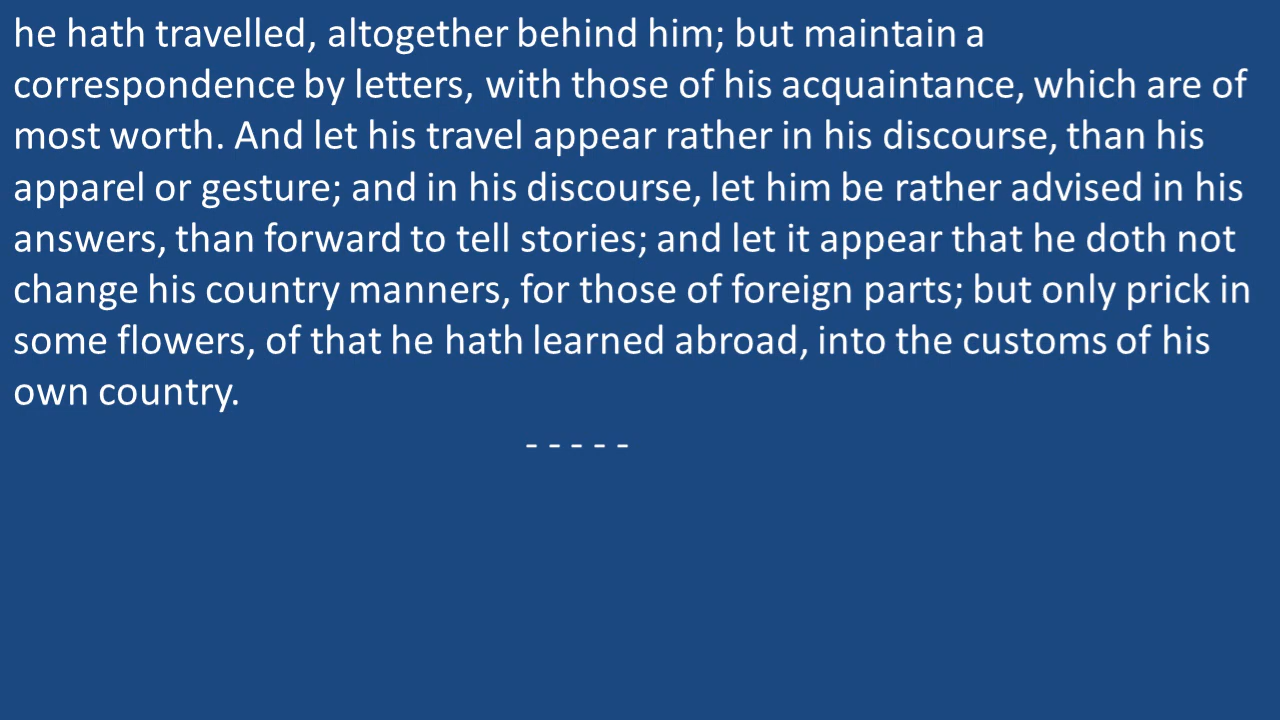 he hath travelled, altogether behind him; but maintain a
correspondence by letters, with those of his acquaintance, which are of
most worth. And let his travel appear rather in his discourse, than his
apparel or gesture; and in his discourse, let him be rather advised in his
answers, than forward to tell stories; and let it appear that he doth not
change his country manners, for those of foreign parts; but only prick in
some flowers, of that he hath learned abroad, into the customs of his
own country.
- - - - -